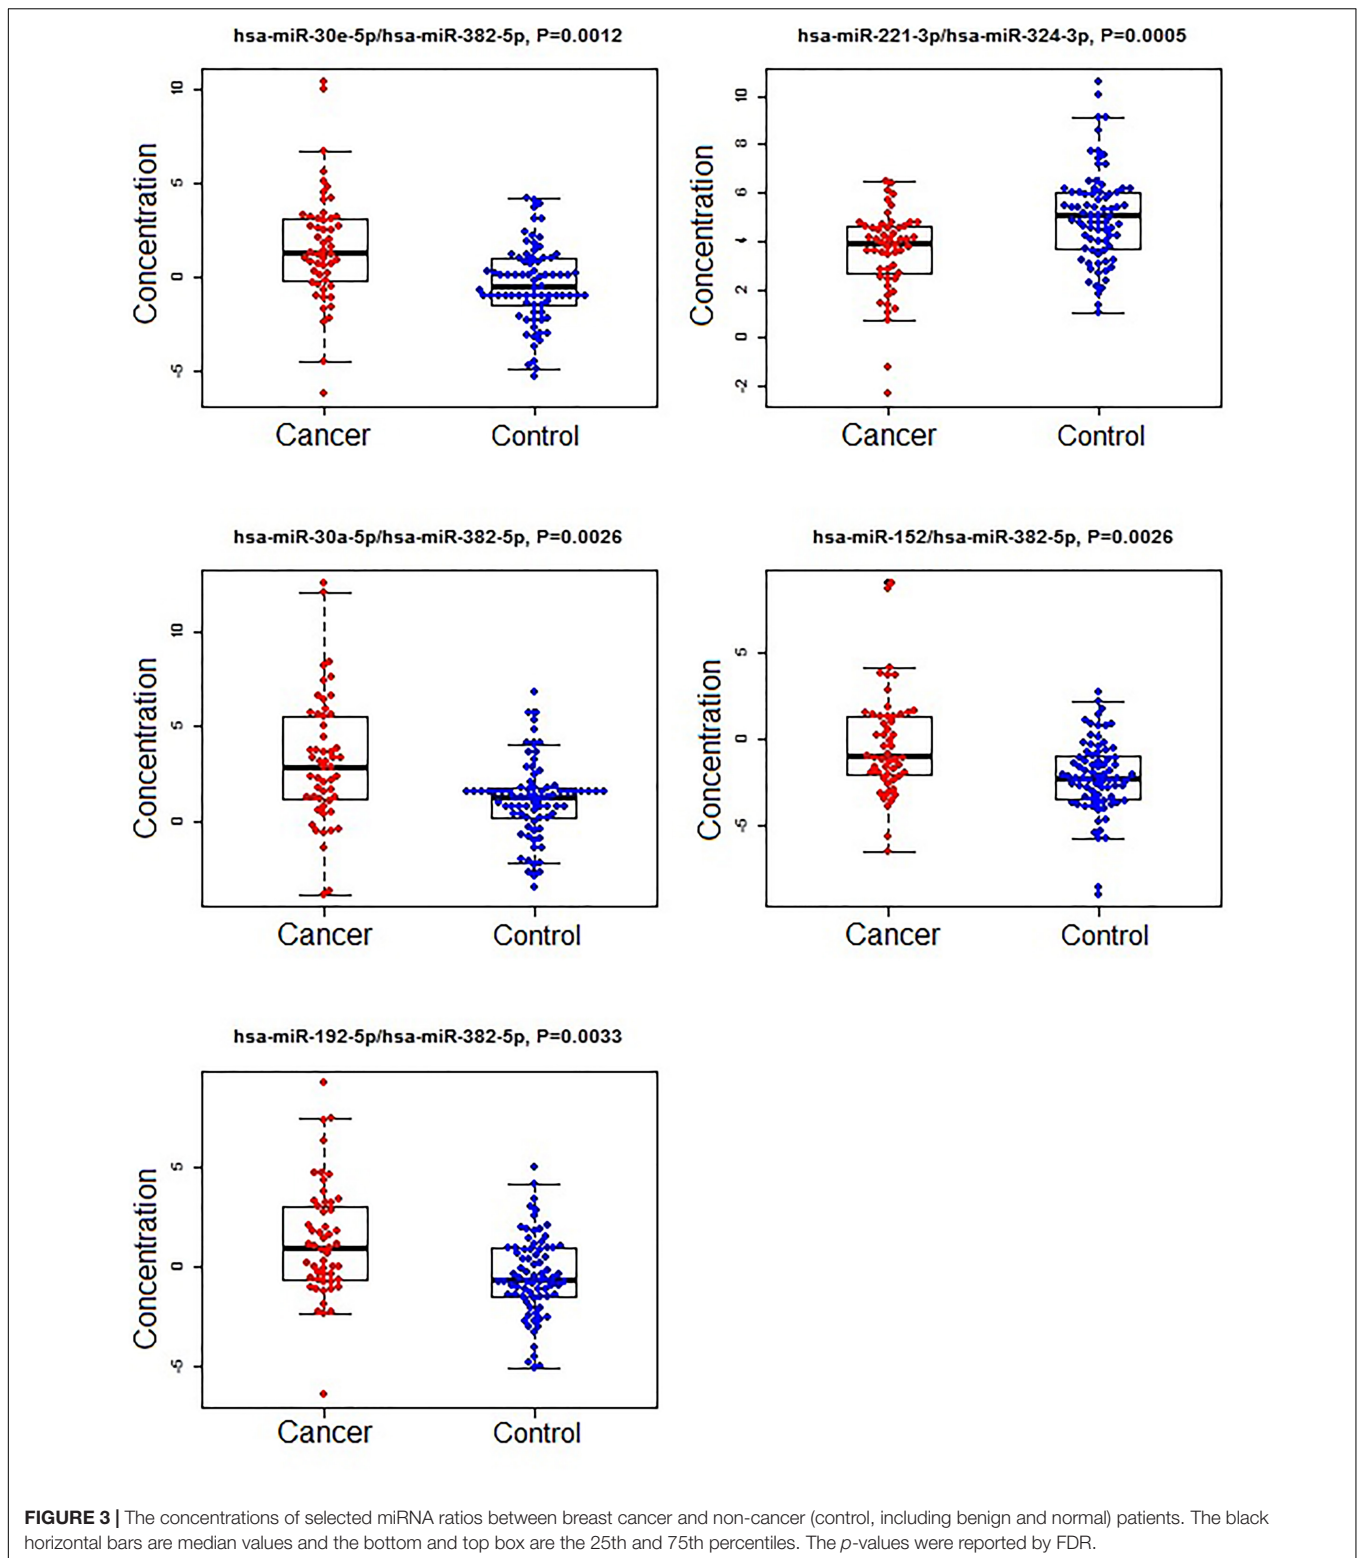 hsa-miR-30e-5p/hsa-miR-382-5p, P=0.0012
Concentration
10
5
0
-5
Cancer
Control
hsa-miR-221-3p/hsa-miR-324-3p, P=0.0005
Concentration
10
8
6
4
2
0
-2
Cancer
Control
hsa-miR-30a-5p/hsa-miR-382-5p, P=0.0026
Concentration
10
5
0
Cancer
Control
hsa-miR-152/hsa-miR-382-5p, P=0.0026
Concentration
5
0
-5
Cancer
Control
hsa-miR-192-5p/hsa-miR-382-5p, P=0.0033
Concentration
5
0
-5
Cancer
Control
FIGURE 3 | The concentrations of selected miRNA ratios between breast cancer and non-cancer (control, including benign and normal) patients. The black
horizontal bars are median values and the bottom and top box are the 25th and 75th percentiles. The p-values were reported by FDR.